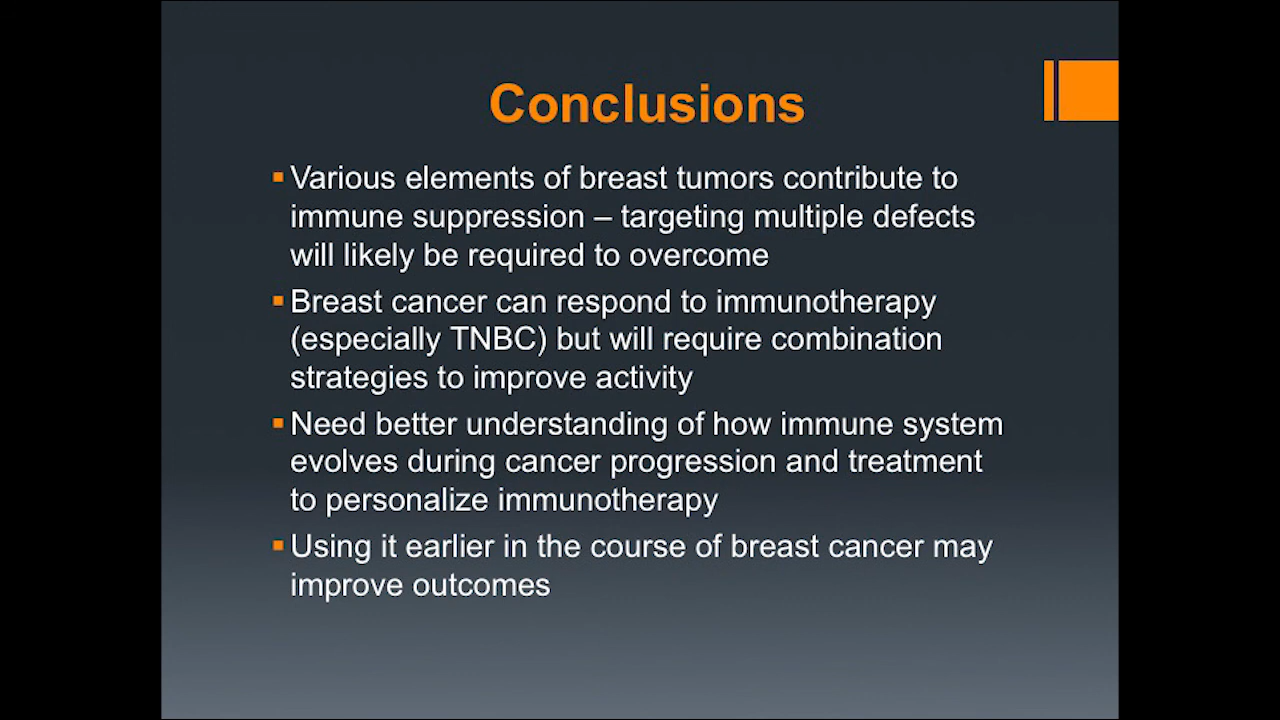 Conclusions
Various elements of breast tumors contribute to
immune suppression – targeting multiple defects
will likely be required to overcome
Breast cancer can respond to immunotherapy
(especially TNBC) but will require combination
strategies to improve activity
Need better understanding of how immune system
evolves during cancer progression and treatment
to personalize immunotherapy
Using it earlier in the course of breast cancer may
improve outcomes